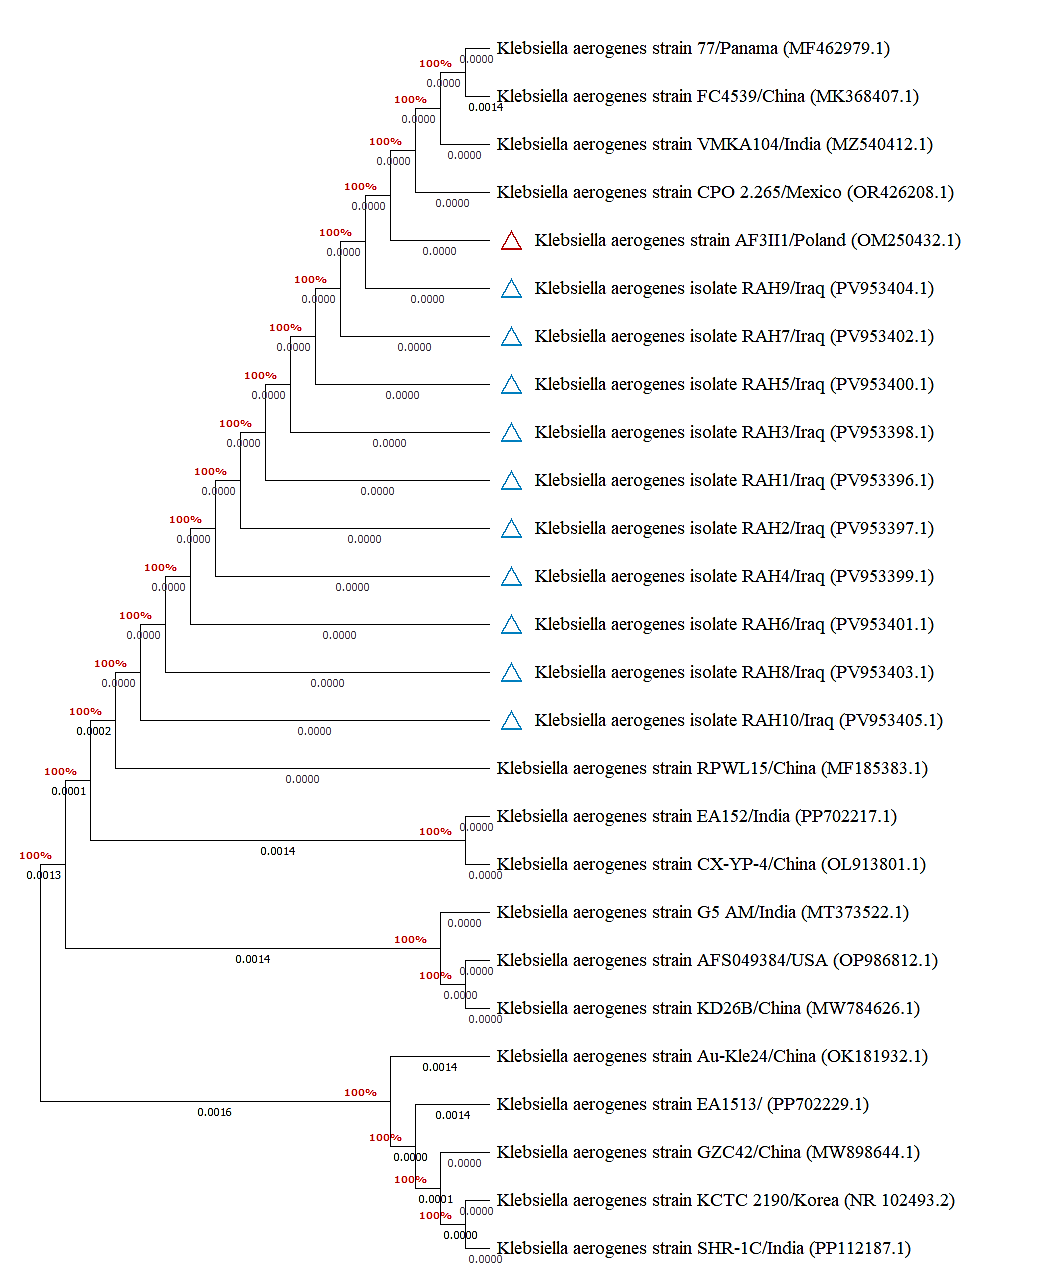 Klebsiella aerogenes strain 77/Panama (MF462979.1)
0.0000
100%
0.0000
Klebsiella aerogenes strain FC4539/China (MK368407.1)
0.0014
100%
0.0000
Klebsiella aerogenes strain VMKA104/India (MZ540412.1)
0.0000
100%
0.0000
Klebsiella aerogenes strain CPO 2.265/Mexico (OR426208.1)
0.0000
100%
0.0000
Klebsiella aerogenes strain AF3II1/Poland (OM250432.1)
0.0000
100%
0.0000
Klebsiella aerogenes isolate RAH9/Iraq (PV953404.1)
0.0000
100%
0.0000
Klebsiella aerogenes isolate RAH7/Iraq (PV953402.1)
0.0000
100%
0.0000
Klebsiella aerogenes isolate RAH5/Iraq (PV953400.1)
0.0000
100%
0.0000
Klebsiella aerogenes isolate RAH3/Iraq (PV953398.1)
0.0000
100%
0.0000
Klebsiella aerogenes isolate RAH1/Iraq (PV953396.1)
0.0000
100%
0.0000
Klebsiella aerogenes isolate RAH2/Iraq (PV953397.1)
0.0000
100%
0.0000
Klebsiella aerogenes isolate RAH4/Iraq (PV953399.1)
0.0000
100%
0.0000
Klebsiella aerogenes isolate RAH6/Iraq (PV953401.1)
0.0000
100%
0.0000
Klebsiella aerogenes isolate RAH8/Iraq (PV953403.1)
0.0000
100%
0.0000
Klebsiella aerogenes isolate RAH10/Iraq (PV953405.1)
0.0000
100%
0.0002
Klebsiella aerogenes strain RPWL15/China (MF185383.1)
0.0000
100%
0.0001
Klebsiella aerogenes strain EA152/India (PP702217.1)
0.0000
100%
0.0014
Klebsiella aerogenes strain CX-YP-4/China (OL913801.1)
0.0000
100%
0.0013
Klebsiella aerogenes strain G5 AM/India (MT373522.1)
0.0000
100%
0.0014
Klebsiella aerogenes strain AFS049384/USA (OP986812.1)
0.0000
100%
0.0000
Klebsiella aerogenes strain KD26B/China (MW784626.1)
0.0000
Klebsiella aerogenes strain Au-Kle24/China (OK181932.1)
0.0014
100%
0.0016
Klebsiella aerogenes strain EA1513/ (PP702229.1)
0.0014
100%
0.0000
Klebsiella aerogenes strain GZC42/China (MW898644.1)
0.0000
100%
0.0001
Klebsiella aerogenes strain KCTC 2190/Korea (NR 102493.2)
0.0000
100%
0.0000
Klebsiella aerogenes strain SHR-1C/India (PP112187.1)
0.0000